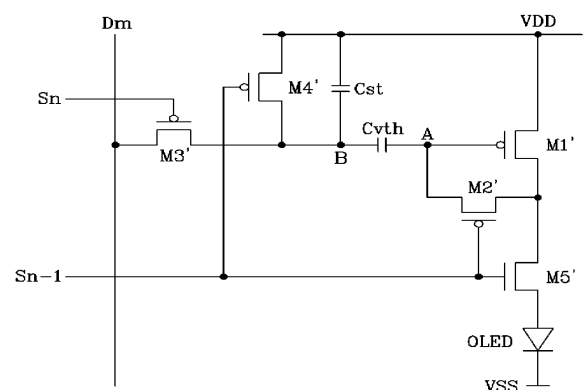 Dm
VDD
Sn
M4'
Cst
Cvth
A
M1'
M3'
B
M2'
Sn-1
M5'
OLED
VSS